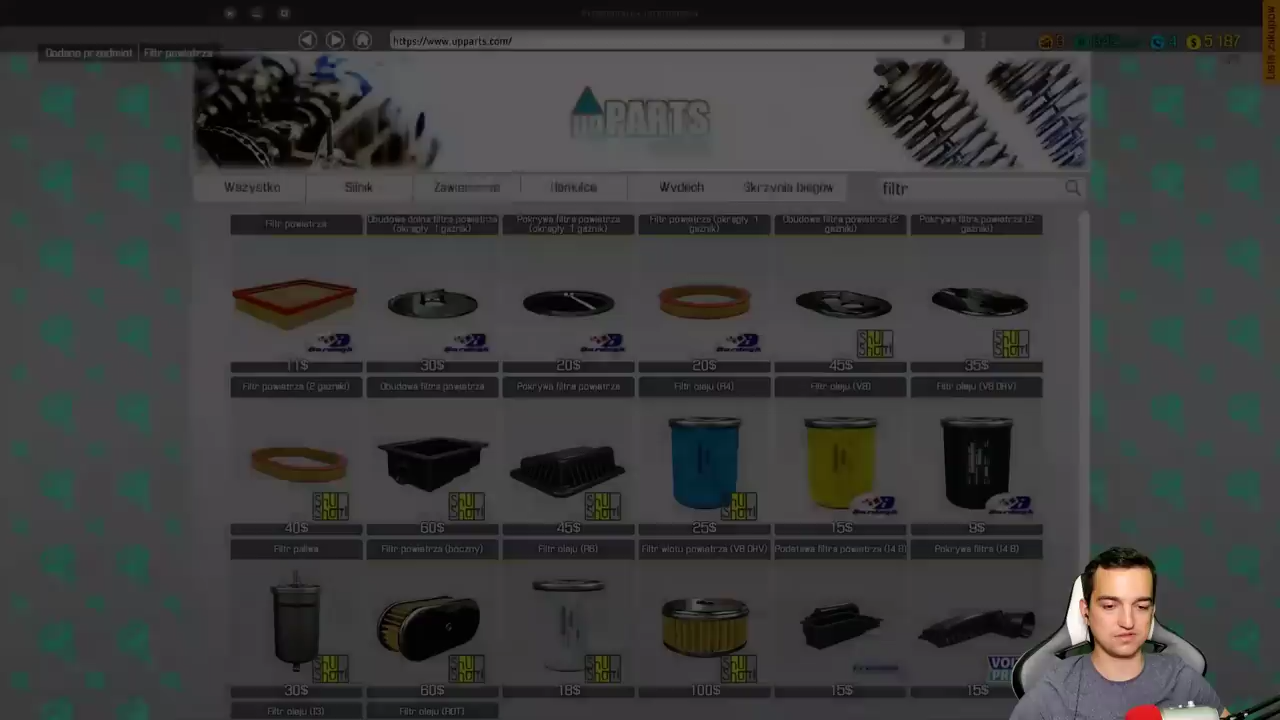 https://www.upparts.com/
Lista zakupów
Dodano przedmiot Filtr powietrza
5 187
upPARTS
Wszystko Silnik Zawieszenie Hamulce Wydech Skrzynia biegów filtr
Filtr powietrza
Obudowa dolna filtra powietrza (okrągły 1 gaźnik)
Pokrywa filtra powietrza (okrągły 1 gaźnik)
Filtr powietrza (okrągły 1 gaźnik)
Obudowa filtra powietrza (2 gaźniki)
Pokrywa filtra powietrza (2 gaźniki)
11$ 30$ 20$ 20$ 45$ 35$
Filtr powietrza (2 gaźniki) Obudowa filtra powietrza Pokrywa filtra powietrza Filtr oleju (R4) Filtr oleju (V8) Filtr oleju (V8 OHV)
40$ 60$ 45$ 25$ 15$ 9$
Filtr paliwa Filtr powietrza (boczny) Filtr oleju (R6) Filtr wlotu powietrza (V8 OHV) Podstawa filtra powietrza (I4 B) Pokrywa filtra (I4 B)
30$ 60$ 18$ 100$ 15$ 15$
Filtr oleju (I3)